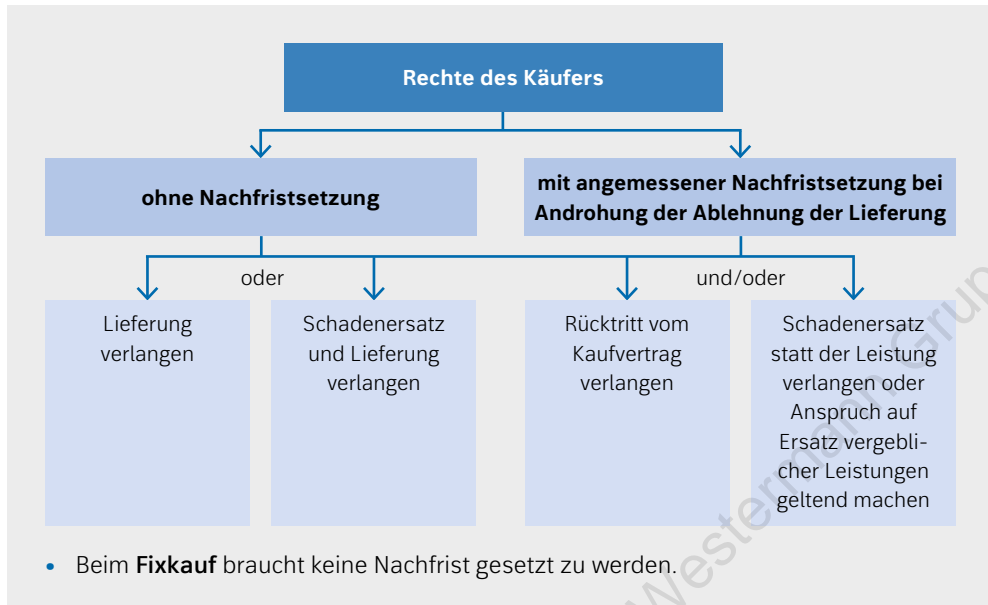 Rechte des Käufers
ohne Nachfristsetzung
mit angemessener Nachfristsetzung bei
Androhung der Ablehnung der Lieferung
oder
und/oder
Lieferung
verlangen
Schadenersatz
und Lieferung
verlangen
Rücktritt vom
Kaufvertrag
verlangen
Schadenersatz
statt der Leistung
verlangen oder
Anspruch auf
Ersatz vergebli-
cher Leistungen
geltend machen
• Beim Fixkauf braucht keine Nachfrist gesetzt zu werden.
Westermann Grup